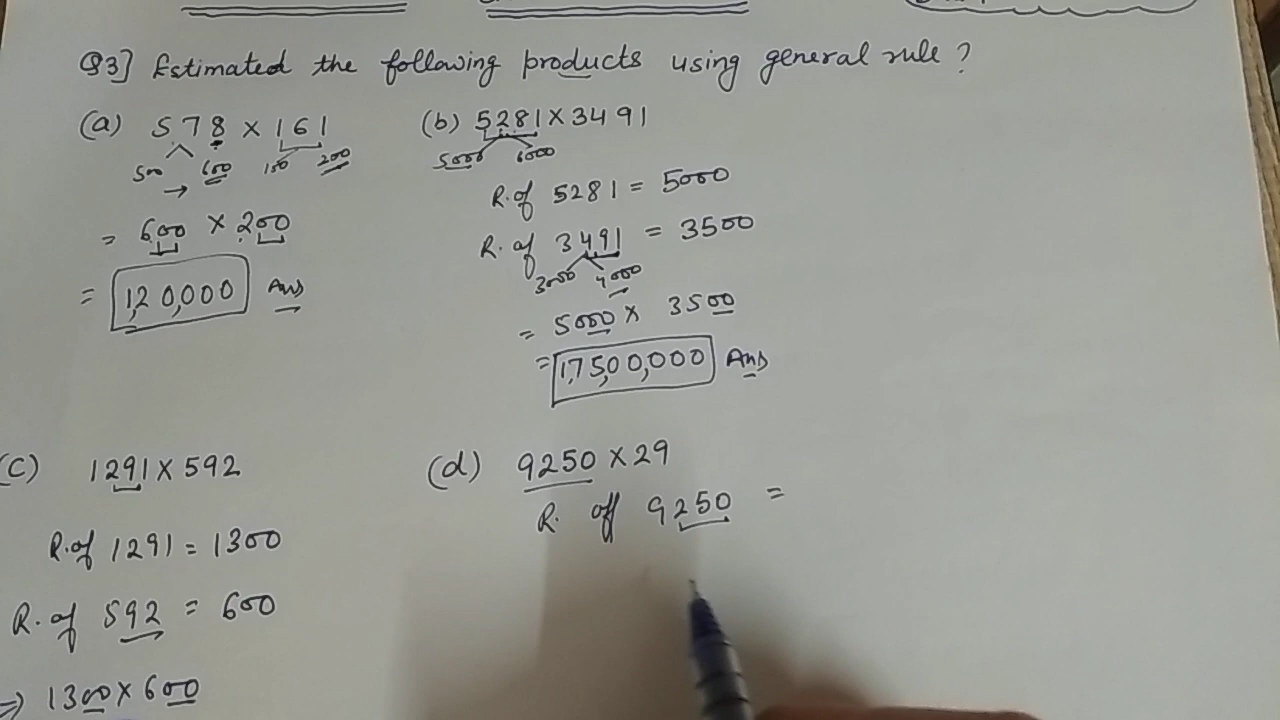 Q3] Estimated the following products using general rule ?
(a) 578 × 161
500 600 100 200
= 600 × 200
= 1,20,000 Ans
(b) 5281 × 3491
5000 6000
R. of 5281 = 5000
R. of 3491 = 3500
3000 4000
= 5000 × 3500
= 1,75,00,000 Ans
(C) 1291 × 592
R. of 1291 = 1300
R. of 592 = 600
⇒ 1300 × 600
(d) 9250 × 29
R. off 9250 =